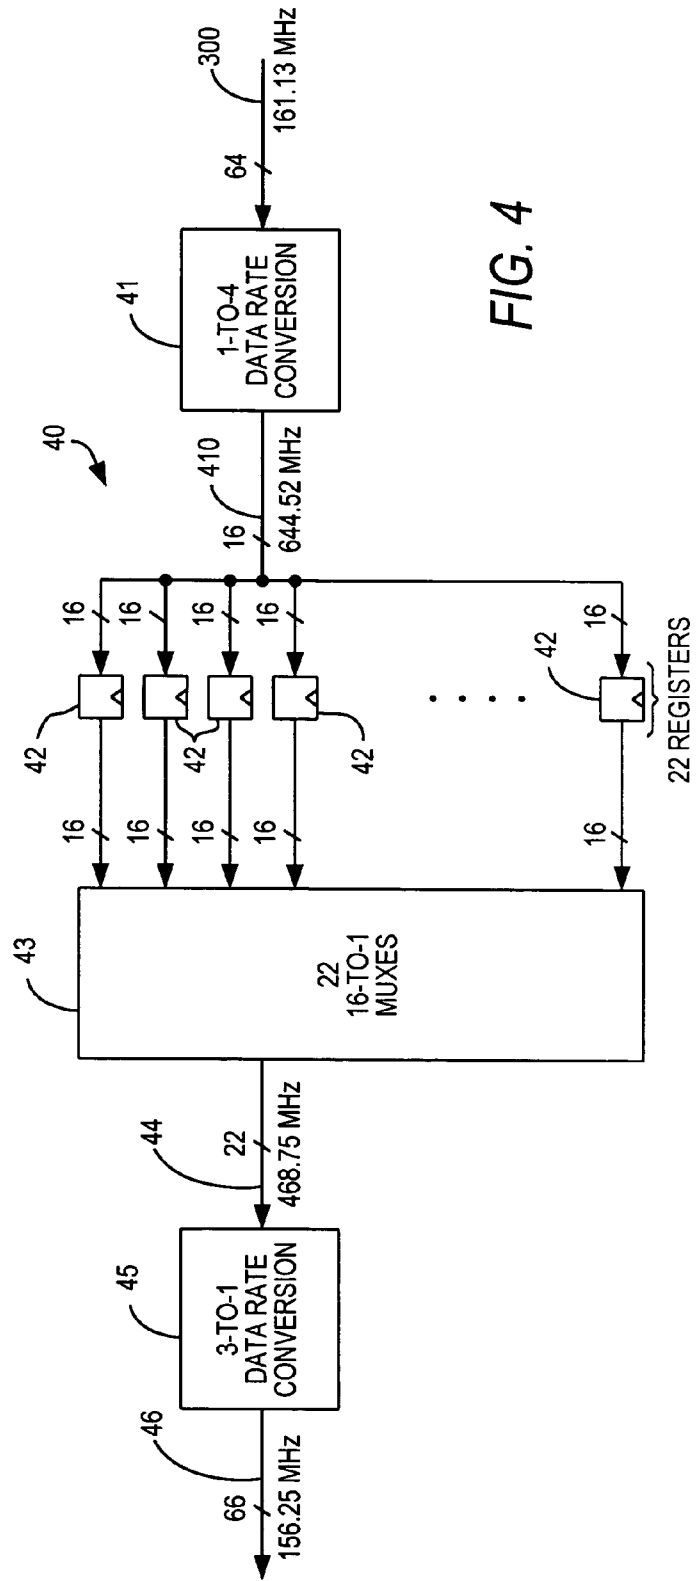 40
66
156.25 MHz
46
3-TO-1
DATA RATE
CONVERSION
45
22
468.75 MHz
44
22
16-TO-1
MUXES
43
16
16
16
16
16
42
42
42
42
22 REGISTERS
16
16
16
16
16
16
644.52 MHz
410
1-TO-4
DATA RATE
CONVERSION
41
64
161.13 MHz
300
FIG. 4